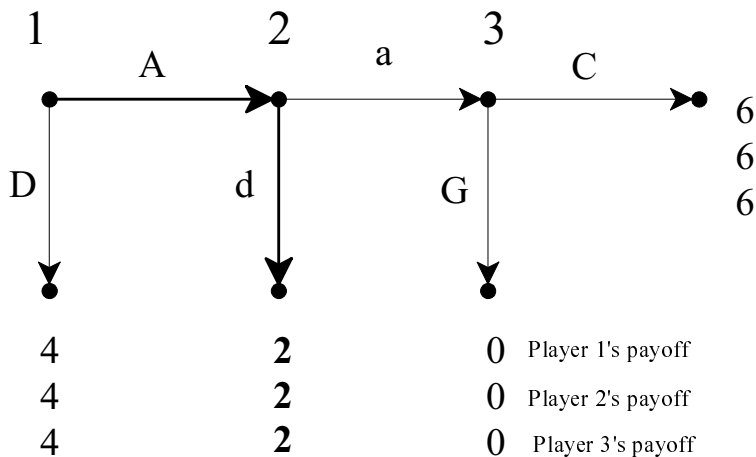 1 2 3
A a C
6
6
6
D d G
4 2 0 Player 1's payoff
4 2 0 Player 2's payoff
4 2 0 Player 3's payoff